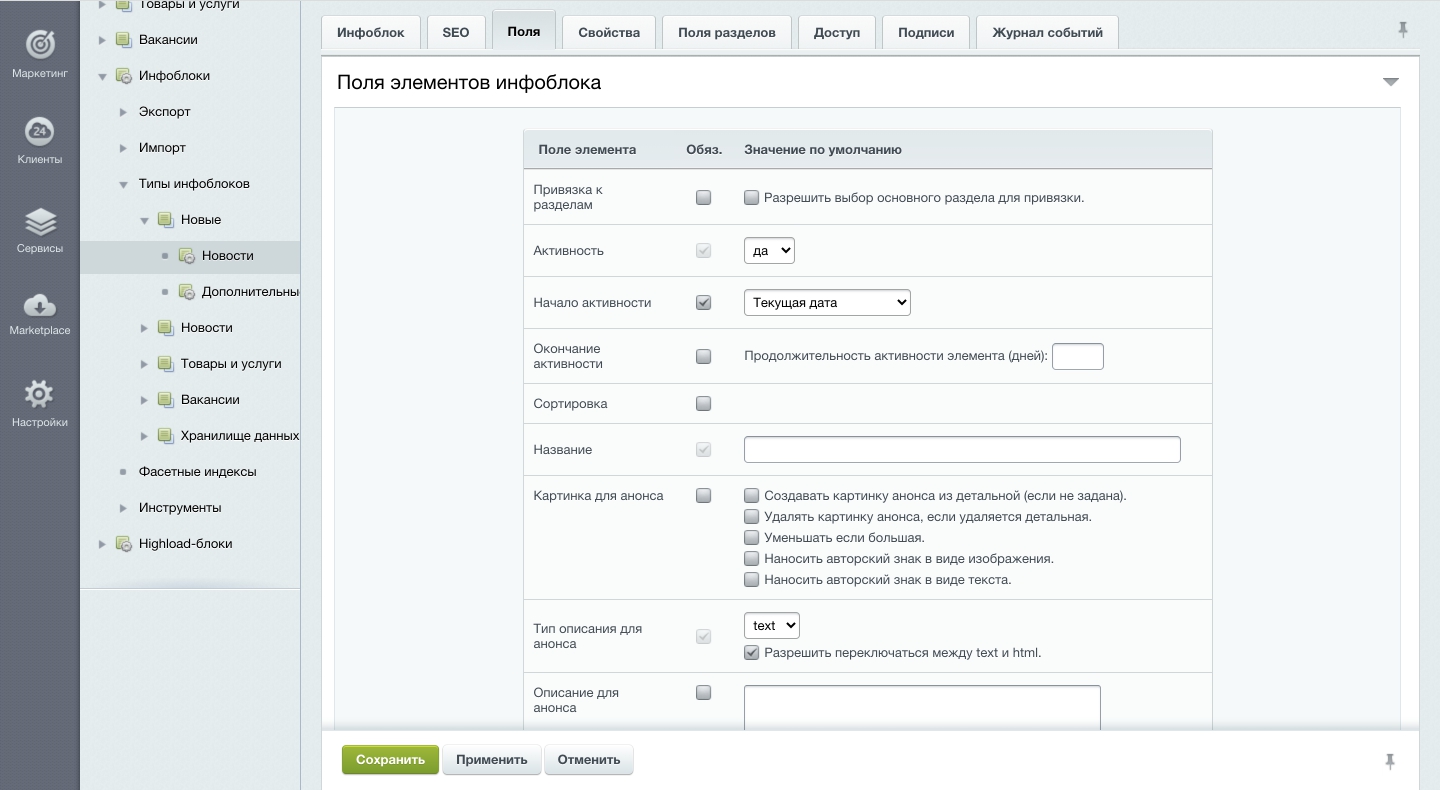 Маркетинг
Клиенты
24
Сервисы
Marketplace
Настройки
Товары и услуги
Вакансии
Инфоблоки
Экспорт
Импорт
Типы инфоблоков
Новые
Новости
Дополнительны
Новости
Товары и услуги
Вакансии
Хранилище данных
Фасетные индексы
Инструменты
Highload-блоки
Инфоблок SEO Поля Свойства Поля разделов Доступ Подписи Журнал событий
Поля элементов инфоблока
Поле элемента Обяз. Значение по умолчанию
Привязка к
разделам
Разрешить выбор основного раздела для привязки.
Активность да
Начало активности Текущая дата
Окончание
активности
Продолжительность активности элемента (дней):
Сортировка
Название
Картинка для анонса Создавать картинку анонса из детальной (если не задана).
Удалять картинку анонса, если удаляется детальная.
Уменьшать если большая.
Наносить авторский знак в виде изображения.
Наносить авторский знак в виде текста.
Тип описания для
анонса
text
Разрешить переключаться между text и html.
Описание для
анонса
Сохранить Применить Отменить